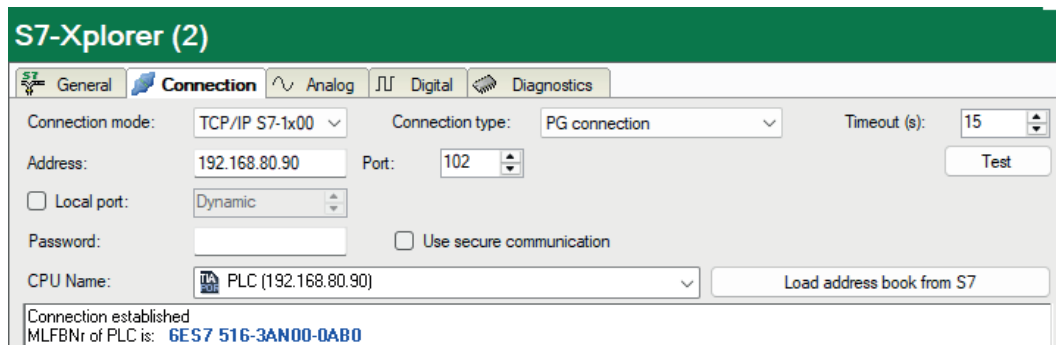 S7-Xplorer (2)
S7 General Connection Analog Digital Diagnostics
Connection mode: TCP/IP S7-1x00 Connection type: PG connection Timeout (s): 15
Address: 192.168.80.90 Port: 102 Test
Local port: Dynamic
Password: Use secure communication
CPU Name: PLC (192.168.80.90) Load address book from S7
Connection established
MLFBNr of PLC is: 6ES7 516-3AN00-0AB0